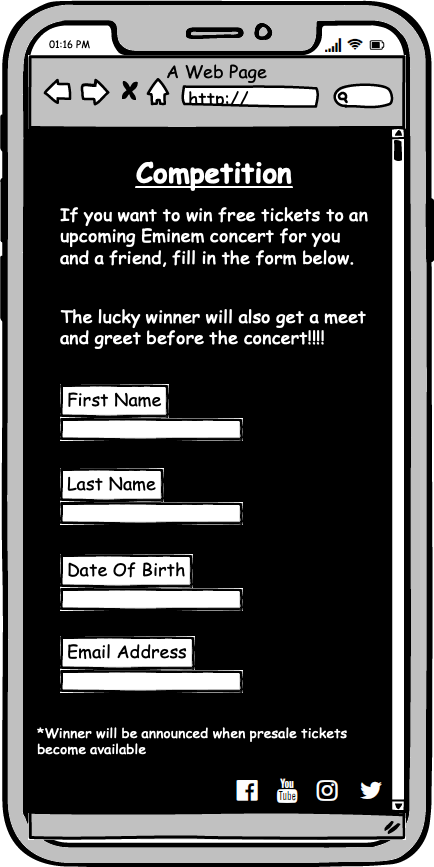 01:16 PM
A Web Page
http://
Competition
If you want to win free tickets to an
upcoming Eminem concert for you
and a friend, fill in the form below.
The lucky winner will also get a meet
and greet before the concert!!!!
First Name
Last Name
Date Of Birth
Email Address
*Winner will be announced when presale tickets
become available
You
Tube